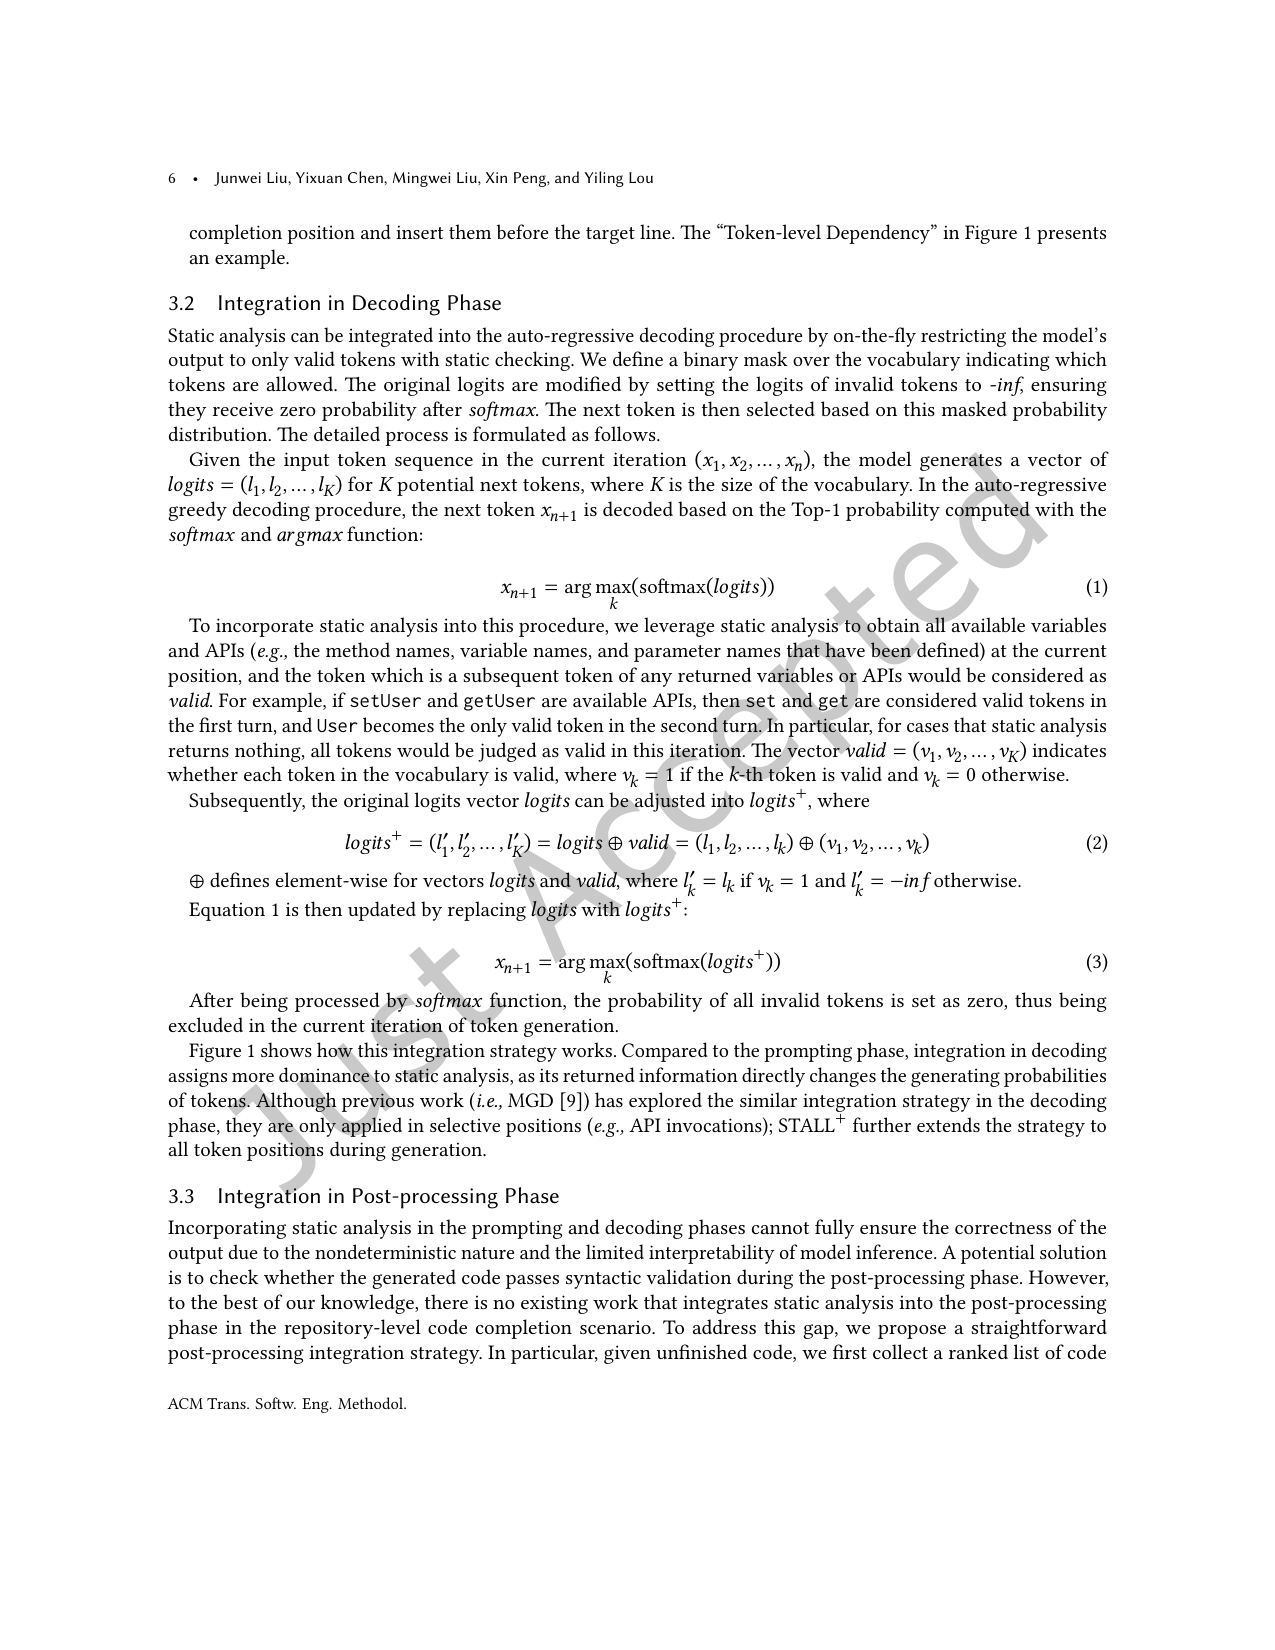 6 • Junwei Liu, Yixuan Chen, Mingwei Liu, Xin Peng, and Yiling Lou
completion position and insert them before the target line. The “Token-level Dependency” in Figure 1 presents
an example.
3.2 Integration in Decoding Phase
Static analysis can be integrated into the auto-regressive decoding procedure by on-the-fly restricting the model’s
output to only valid tokens with static checking. We define a binary mask over the vocabulary indicating which
tokens are allowed. The original logits are modified by setting the logits of invalid tokens to -inf, ensuring
they receive zero probability after softmax. The next token is then selected based on this masked probability
distribution. The detailed process is formulated as follows.
Given the input token sequence in the current iteration (x₁, x₂, … , xₙ), the model generates a vector of
logits = (l₁, l₂, … , l_K) for K potential next tokens, where K is the size of the vocabulary. In the auto-regressive
greedy decoding procedure, the next token xₙ₊₁ is decoded based on the Top-1 probability computed with the
softmax and argmax function:
xₙ₊₁ = arg max(softmax(logits)) (1)
k
To incorporate static analysis into this procedure, we leverage static analysis to obtain all available variables
and APIs (e.g., the method names, variable names, and parameter names that have been defined) at the current
position, and the token which is a subsequent token of any returned variables or APIs would be considered as
valid. For example, if setUser and getUser are available APIs, then set and get are considered valid tokens in
the first turn, and User becomes the only valid token in the second turn. In particular, for cases that static analysis
returns nothing, all tokens would be judged as valid in this iteration. The vector valid = (v₁, v₂, … , v_K) indicates
whether each token in the vocabulary is valid, where v_k = 1 if the k-th token is valid and v_k = 0 otherwise.
Subsequently, the original logits vector logits can be adjusted into logits⁺, where
logits⁺ = (l′₁, l′₂, … , l′_K) = logits ⊕ valid = (l₁, l₂, … , l_k) ⊕ (v₁, v₂, … , v_k) (2)
⊕ defines element-wise for vectors logits and valid, where l′_k = l_k if v_k = 1 and l′_k = −inf otherwise.
Equation 1 is then updated by replacing logits with logits⁺:
xₙ₊₁ = arg max(softmax(logits⁺)) (3)
k
After being processed by softmax function, the probability of all invalid tokens is set as zero, thus being
excluded in the current iteration of token generation.
Figure 1 shows how this integration strategy works. Compared to the prompting phase, integration in decoding
assigns more dominance to static analysis, as its returned information directly changes the generating probabilities
of tokens. Although previous work (i.e., MGD [9]) has explored the similar integration strategy in the decoding
phase, they are only applied in selective positions (e.g., API invocations); STALL⁺ further extends the strategy to
all token positions during generation.
3.3 Integration in Post-processing Phase
Incorporating static analysis in the prompting and decoding phases cannot fully ensure the correctness of the
output due to the nondeterministic nature and the limited interpretability of model inference. A potential solution
is to check whether the generated code passes syntactic validation during the post-processing phase. However,
to the best of our knowledge, there is no existing work that integrates static analysis into the post-processing
phase in the repository-level code completion scenario. To address this gap, we propose a straightforward
post-processing integration strategy. In particular, given unfinished code, we first collect a ranked list of code
ACM Trans. Softw. Eng. Methodol.
Just Accepted